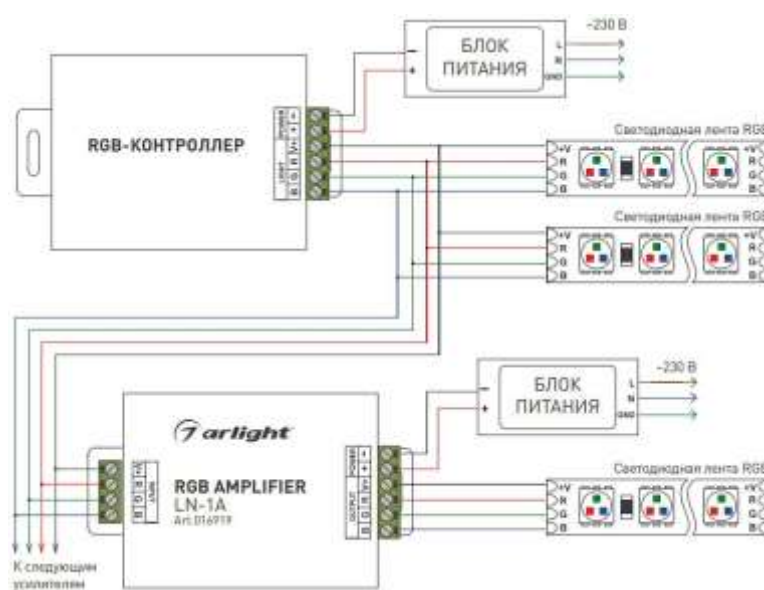 ~230 В
БЛОК
ПИТАНИЯ
–
+
L
N
GND
RGB-КОНТРОЛЛЕР
POWER
LIGHT
V+
R
G
B
Светодиодная лента RGB
+V
R
G
B
+V
R
G
B
Светодиодная лента RGB
+V
R
G
B
+V
R
G
B
~230 В
БЛОК
ПИТАНИЯ
–
+
L
N
GND
arlight
RGB AMPLIFIER
LN-1A
Art.016919
INPUT
V+
R
G
B
POWER
OUTPUT
V+
R
G
B
Светодиодная лента RGB
+V
R
G
B
+V
R
G
B
К следующим
усилителям